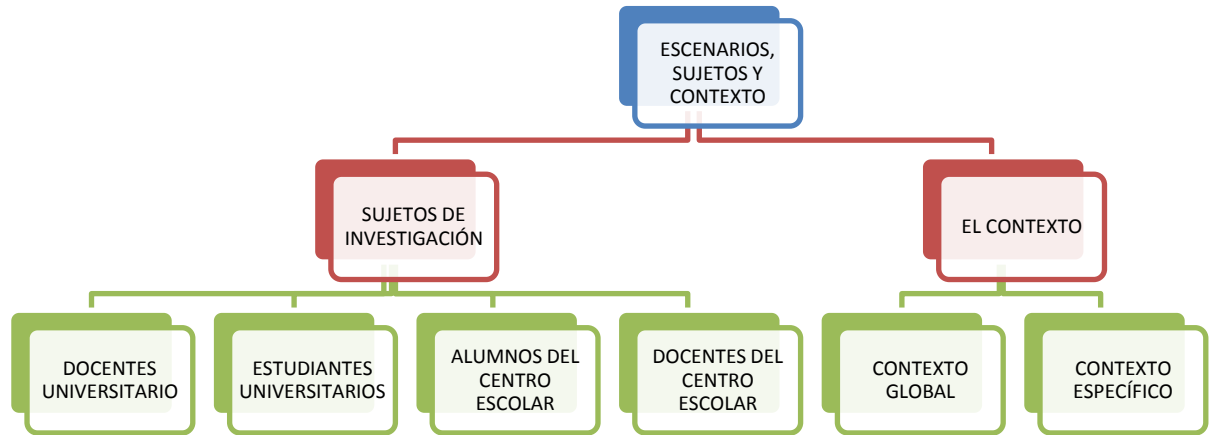 ESCENARIOS,
SUJETOS Y
CONTEXTO
SUJETOS DE
INVESTIGACIÓN
EL CONTEXTO
DOCENTES
UNIVERSITARIO
ESTUDIANTES
UNIVERSITARIOS
ALUMNOS DEL
CENTRO
ESCOLAR
DOCENTES DEL
CENTRO
ESCOLAR
CONTEXTO
GLOBAL
CONTEXTO
ESPECÍFICO